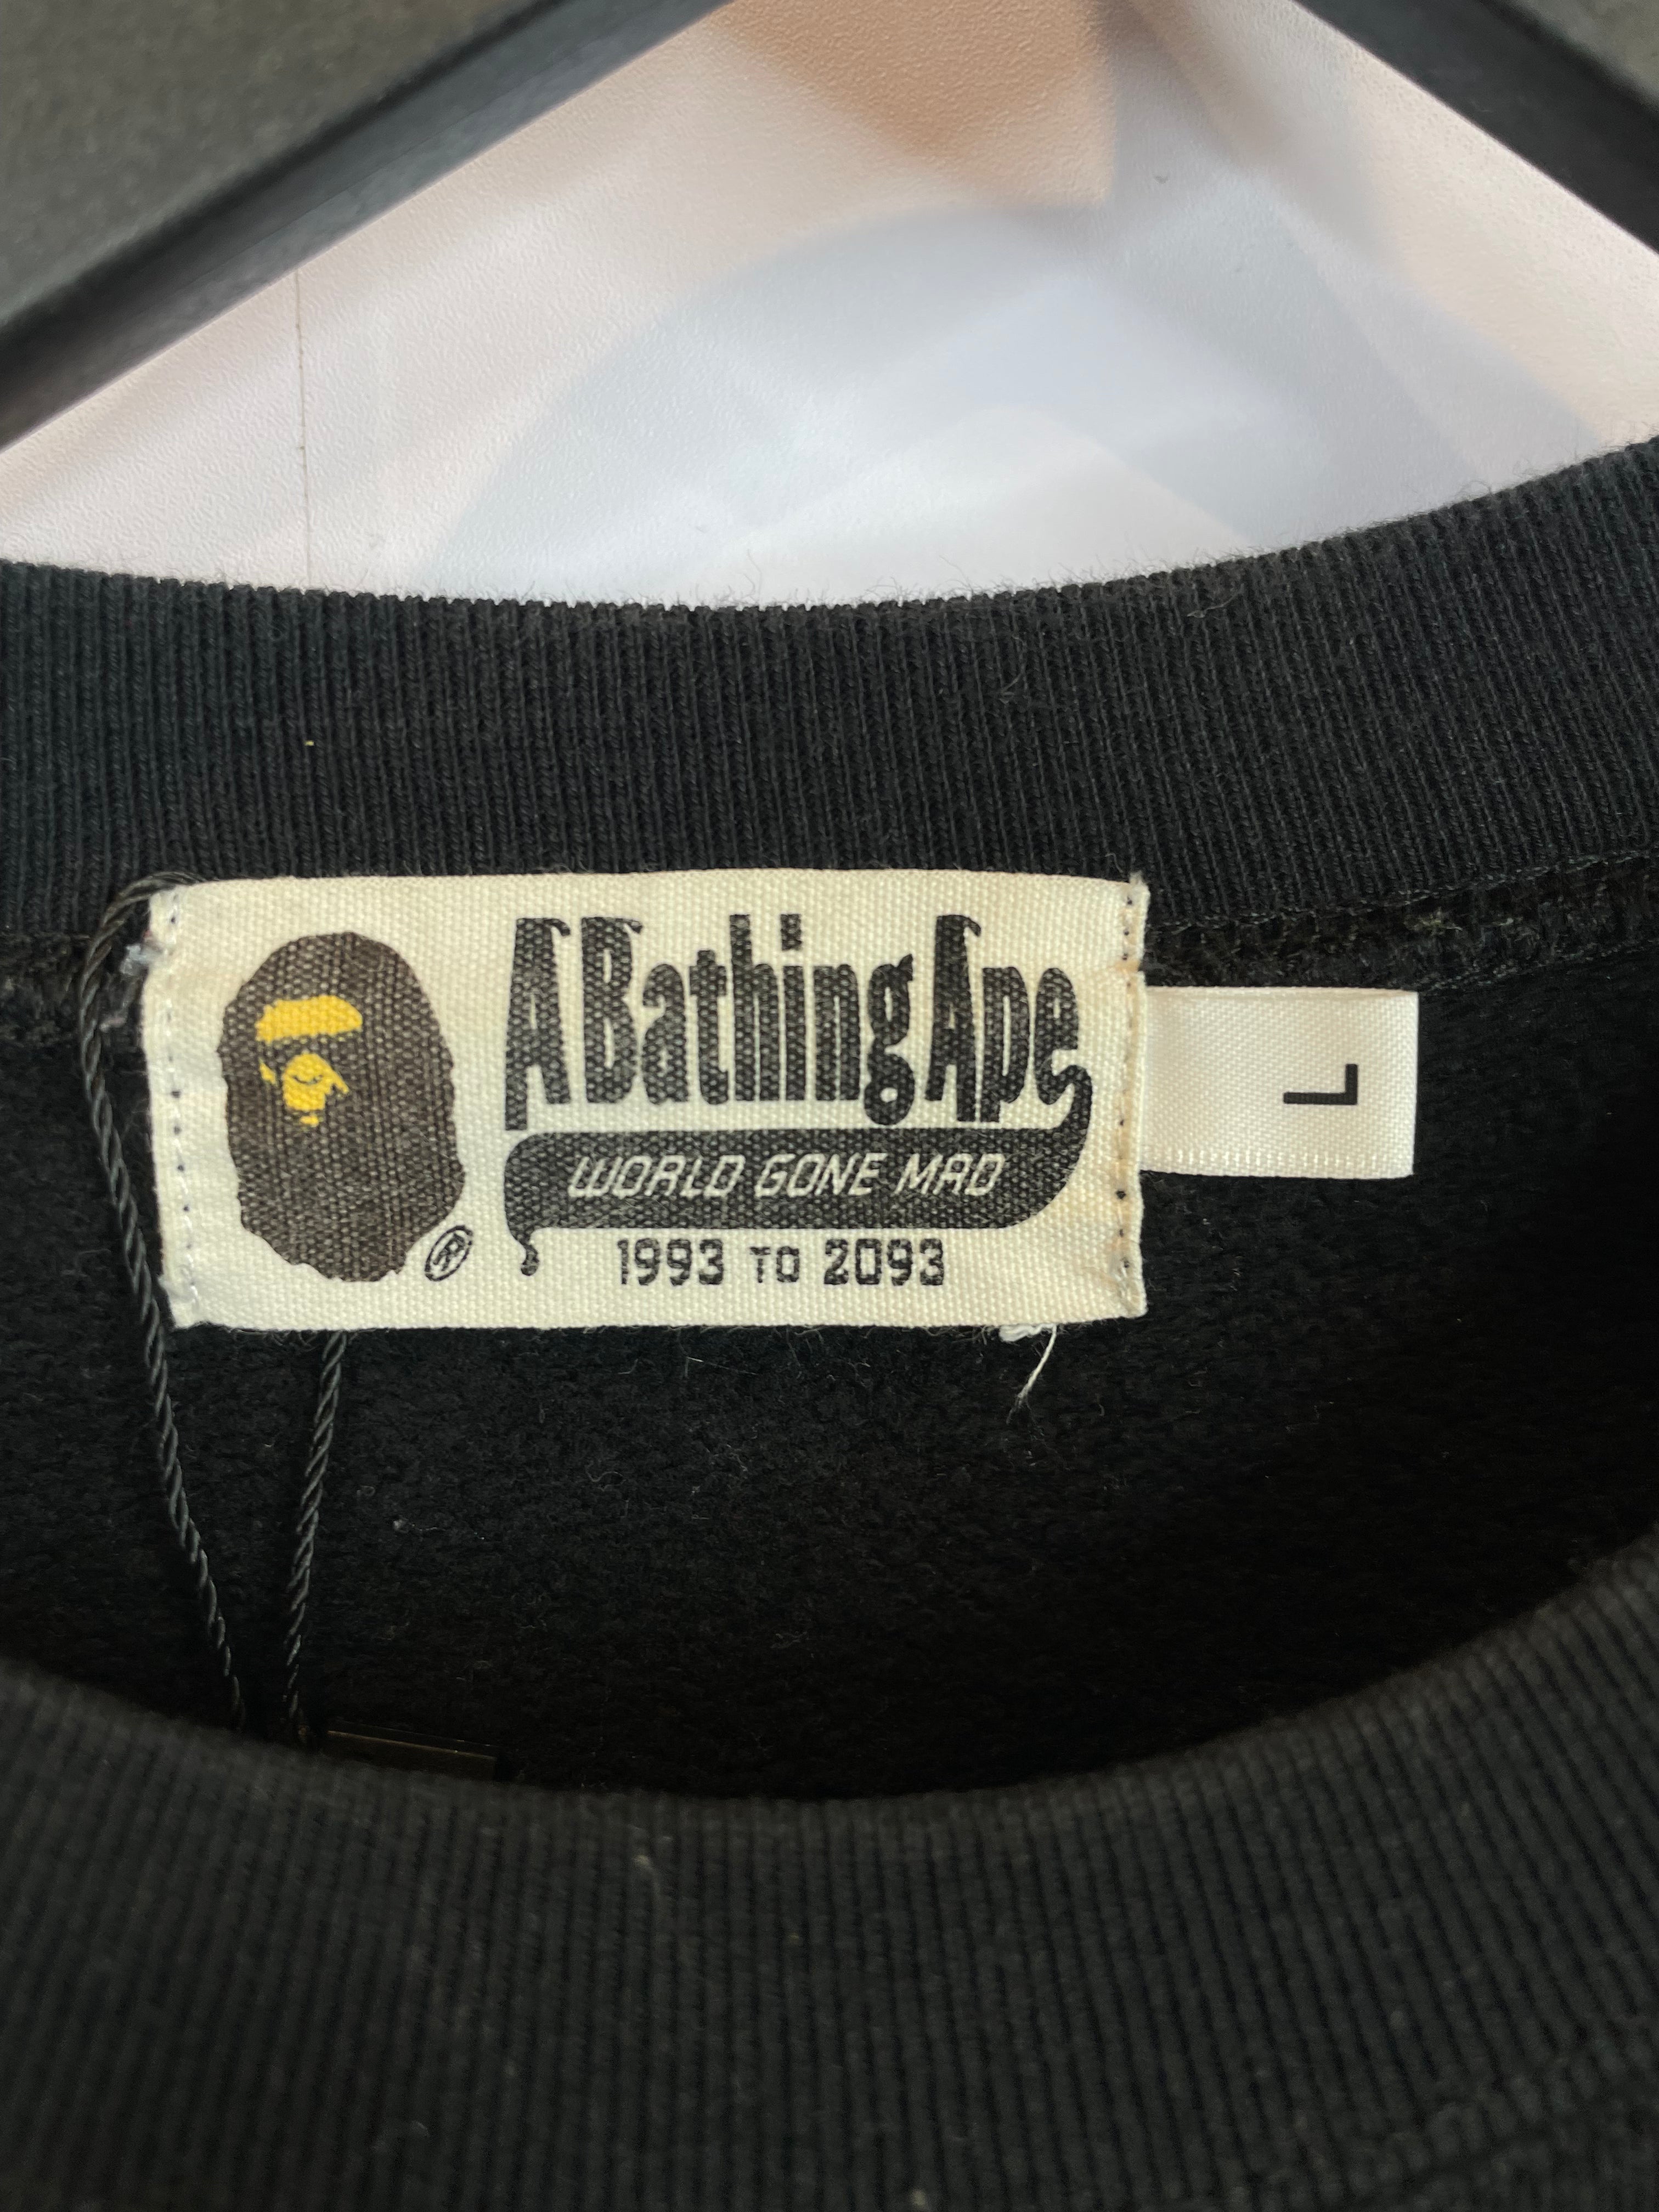 A Bathing Ape
WORLD GONE MAD
1993 TO 2093
®
L